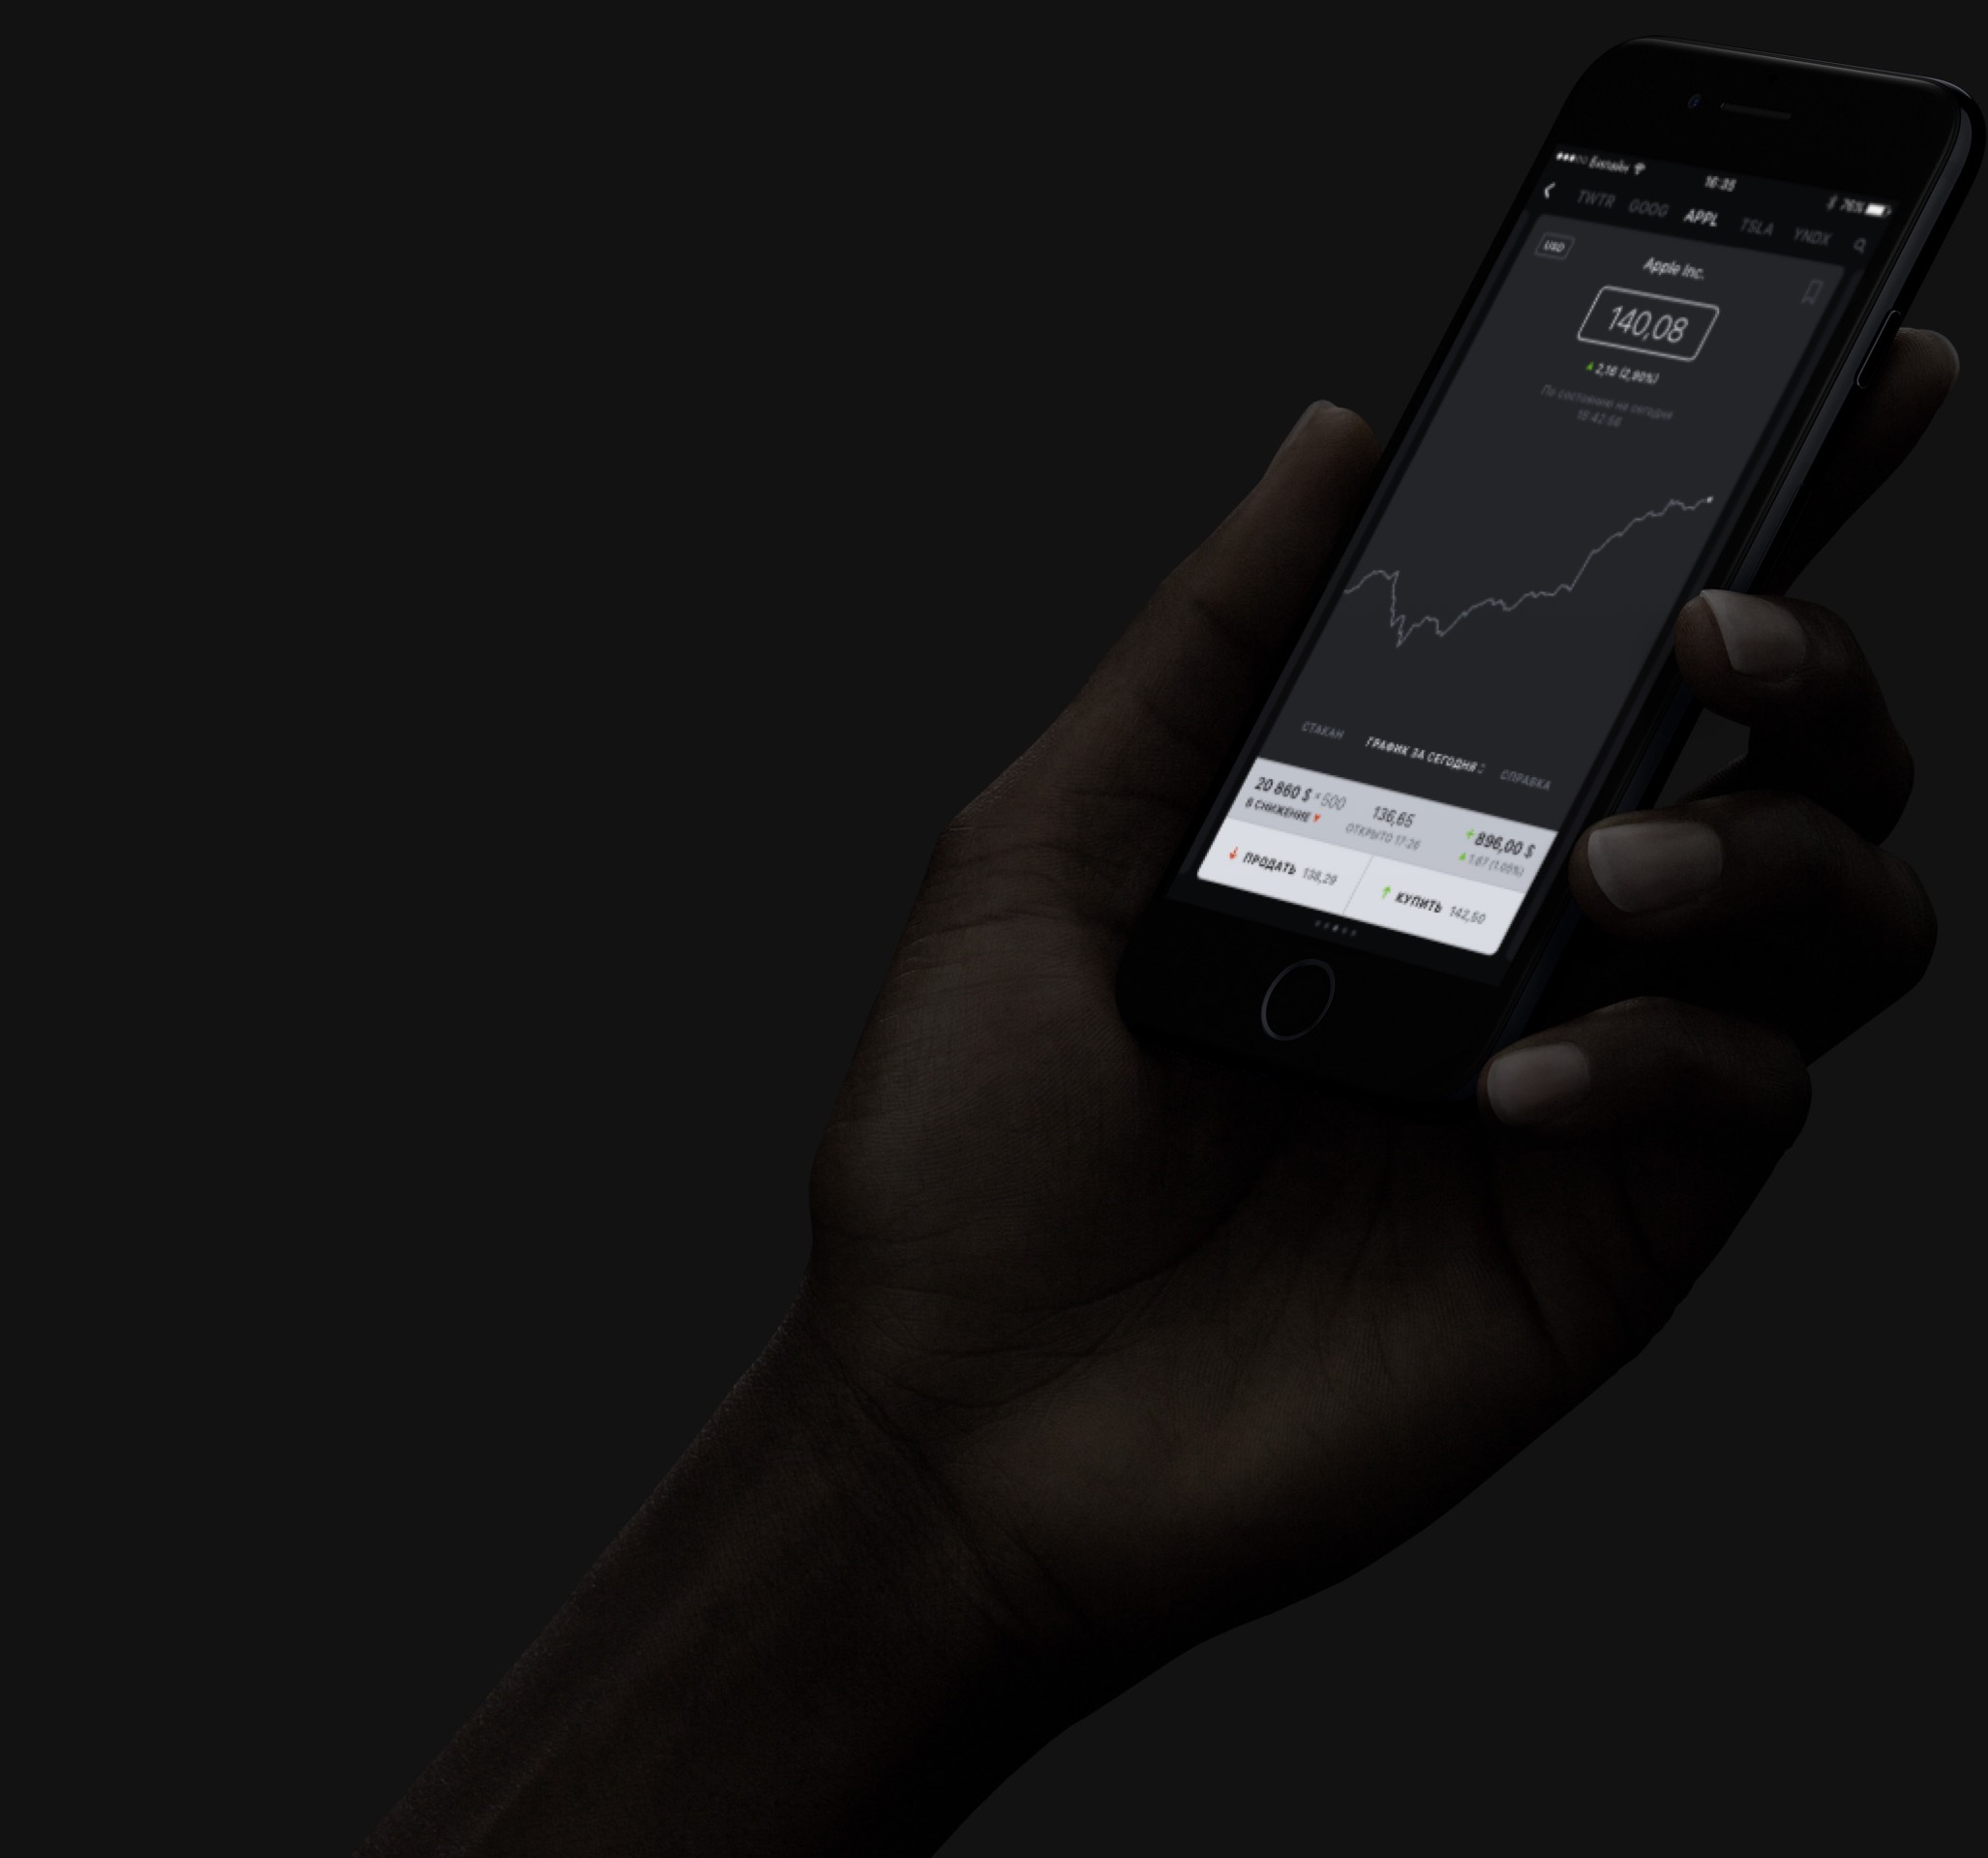 Билайн 16:35 76%
TWTR GOOG APPL TSLA YNDX
USD
Apple Inc.
140,08
2,16 (2,90%)
По состоянию на сегодня
16:42:56
СТАКАН ГРАФИК ЗА СЕГОДНЯ СПРАВКА
20 860 $ × 500 136,65 +896,00 $
В СНИЖЕНИЕ ОТКРЫТО 17:26 1,67 (1.05%)
ПРОДАТЬ 138,29 КУПИТЬ 142,50